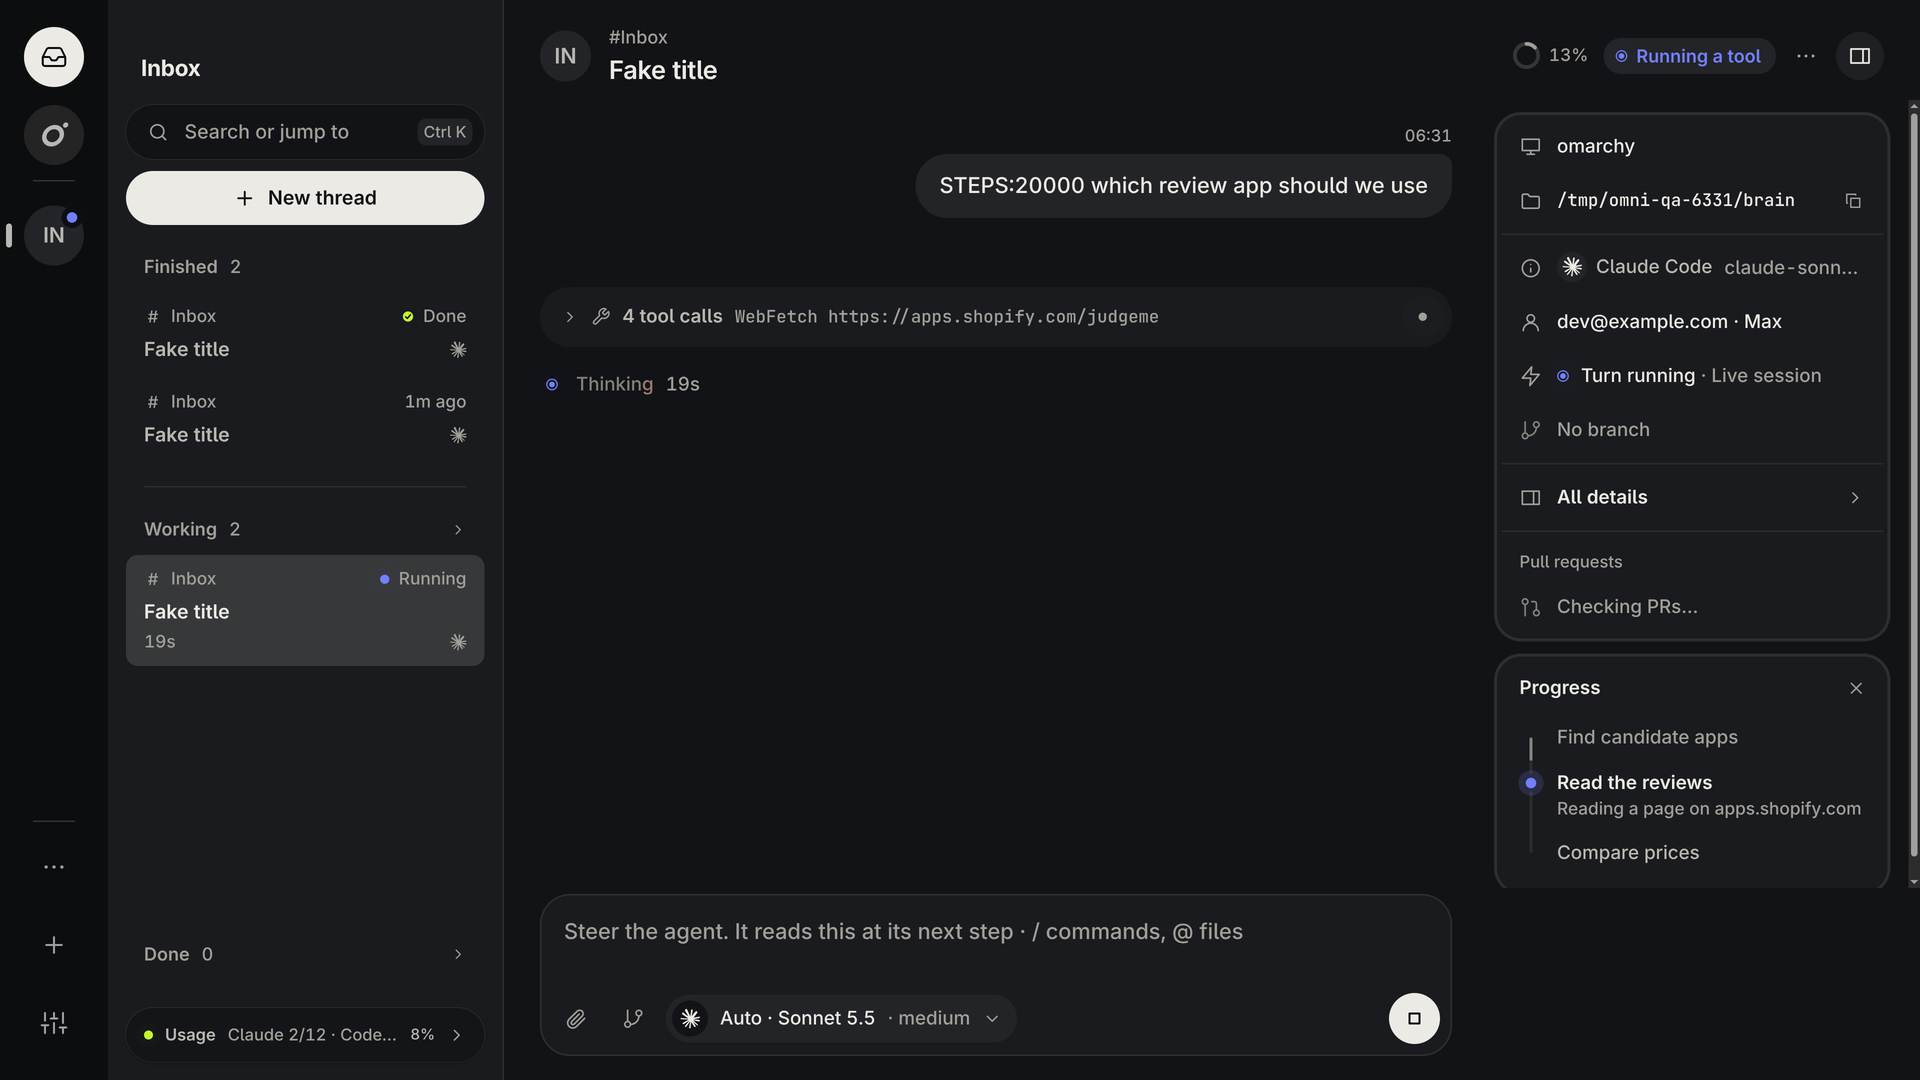 Inbox
Search or jump to
Ctrl K
New thread
IN
Finished 2
# Inbox
Done
Fake title
# Inbox
1m ago
Fake title
Working 2
# Inbox
Running
Fake title
19s
Done 0
Usage Claude 2/12 · Code... 8%
IN
#Inbox
Fake title
13%
Running a tool
06:31
STEPS:20000 which review app should we use
4 tool calls WebFetch https://apps.shopify.com/judgeme
Thinking 19s
Steer the agent. It reads this at its next step · / commands, @ files
Auto · Sonnet 5.5 · medium
omarchy
/tmp/omni-qa-6331/brain
Claude Code claude-sonn...
dev@example.com · Max
Turn running · Live session
No branch
All details
Pull requests
Checking PRs...
Progress
Find candidate apps
Read the reviews
Reading a page on apps.shopify.com
Compare prices